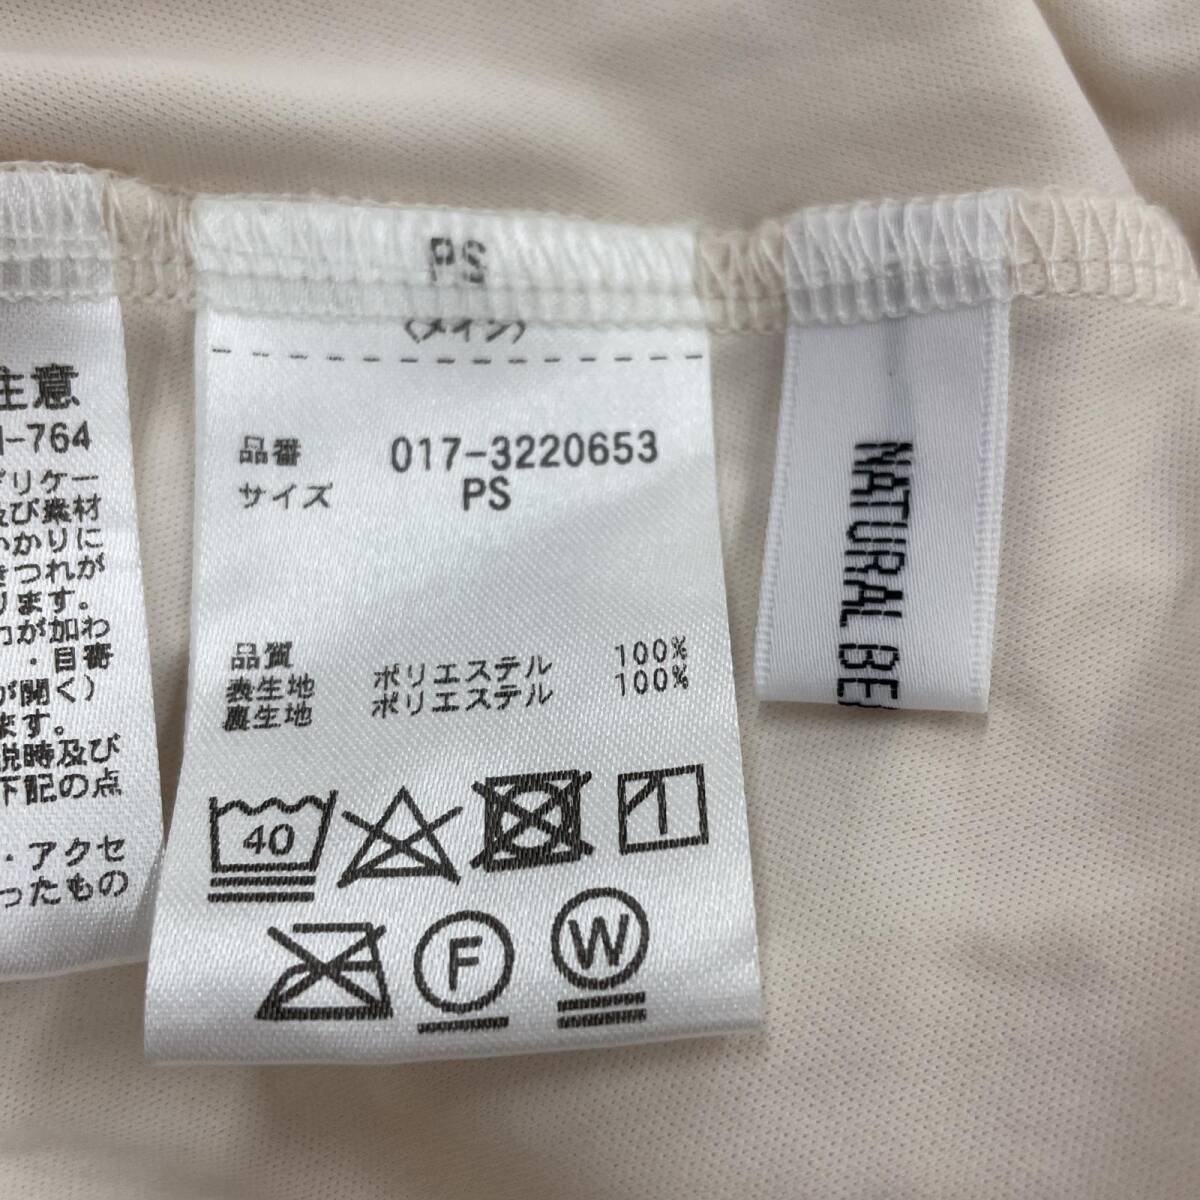 注意
-764
デリケー
及び素材
かかりに
きつれが
ります。
力が加わ
・目寄
が開く)
ます。
脱時及び
下記の点
・アクセ
ったもの
PS
〈メイン〉
品番 017-3220653
サイズ PS
品質
表生地 ポリエステル 100%
裏生地 ポリエステル 100%
40
F
W
NATURAL BE